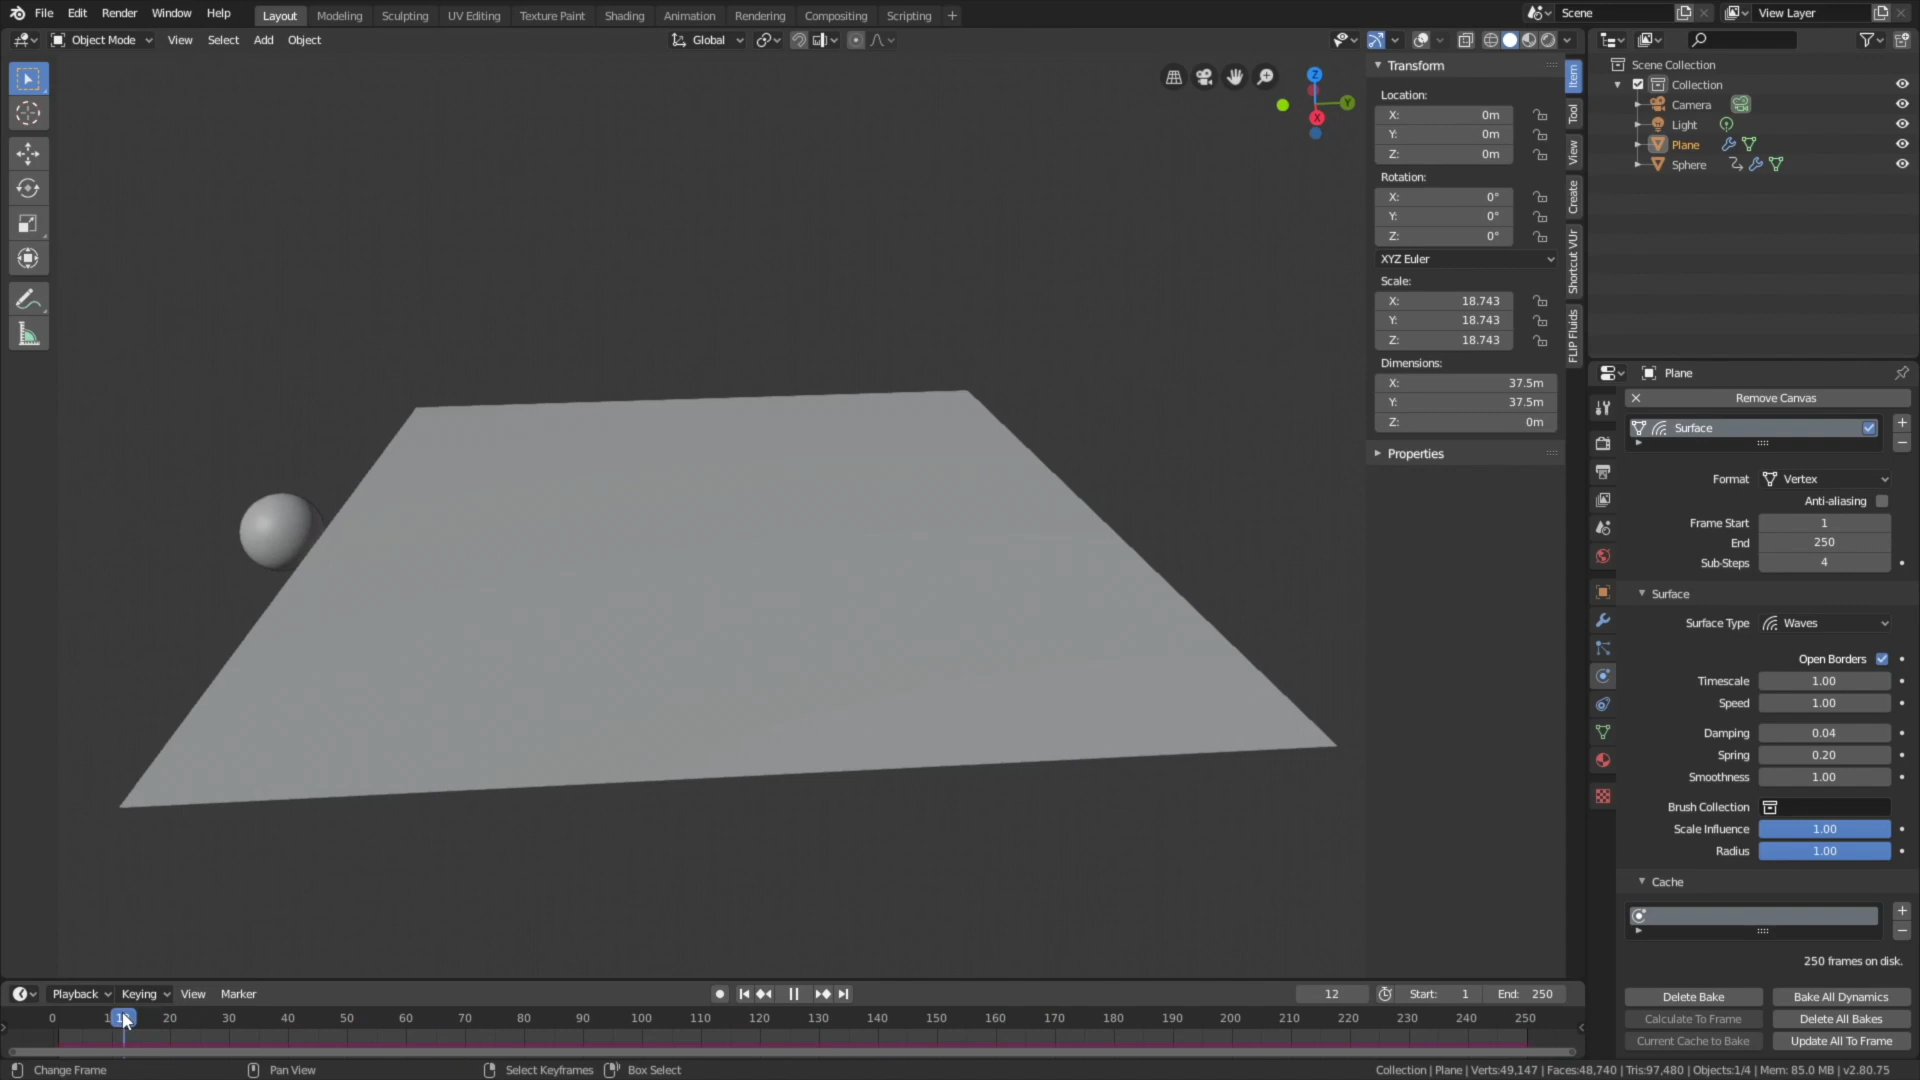 File Edit Render Window Help
Layout Modeling Sculpting UV Editing Texture Paint Shading Animation Rendering Compositing Scripting
Scene
View Layer
Object Mode View Select Add Object
Global
Transform
Location:
X: 0m
Y: 0m
Z: 0m
Rotation:
X: 0°
Y: 0°
Z: 0°
XYZ Euler
Scale:
X: 18.743
Y: 18.743
Z: 18.743
Dimensions:
X: 37.5m
Y: 37.5m
Z: 0m
Properties
Item
Tool
View
Create
Shortcut VUr
FLIP Fluids
Z
Y
X
Scene Collection
Collection
Camera
Light
Plane
Sphere
Plane
Remove Canvas
Surface
Format Vertex
Anti-aliasing
Frame Start 1
End 250
Sub-Steps 4
Surface
Surface Type Waves
Open Borders
Timescale 1.00
Speed 1.00
Damping 0.04
Spring 0.20
Smoothness 1.00
Brush Collection
Scale Influence 1.00
Radius 1.00
Cache
250 frames on disk.
Delete Bake Bake All Dynamics
Calculate To Frame Delete All Bakes
Current Cache to Bake Update All To Frame
Playback Keying View Marker
12 Start: 1 End: 250
0 20 30 40 50 60 70 80 90 100 110 120 130 140 150 160 170 180 190 200 210 220 230 240 250
Change Frame Pan View Select Keyframes Box Select
Collection | Plane | Verts:49,147 | Faces:48,740 | Tris:97,480 | Objects:1/4 | Mem: 85.0 MB | v2.80.75